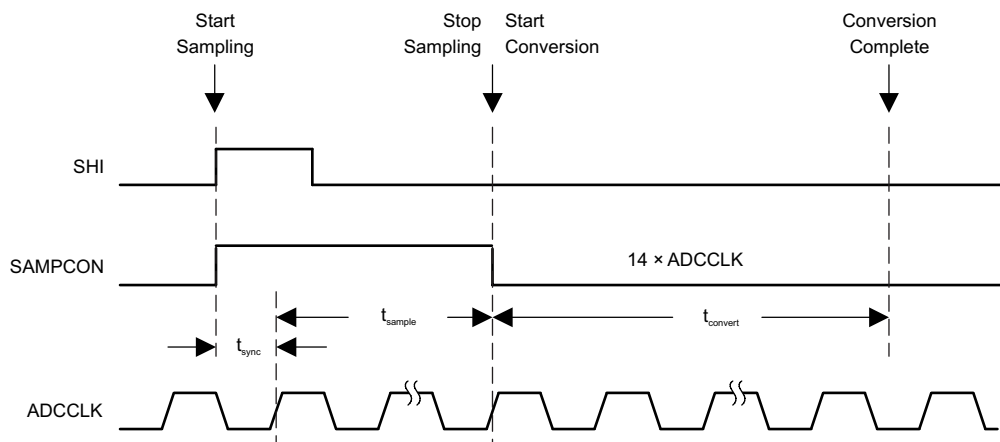 Start
Sampling
Stop
Sampling
Start
Conversion
Conversion
Complete
SHI
SAMPCON
14 × ADCCLK
tsample
tconvert
tsync
ADCCLK